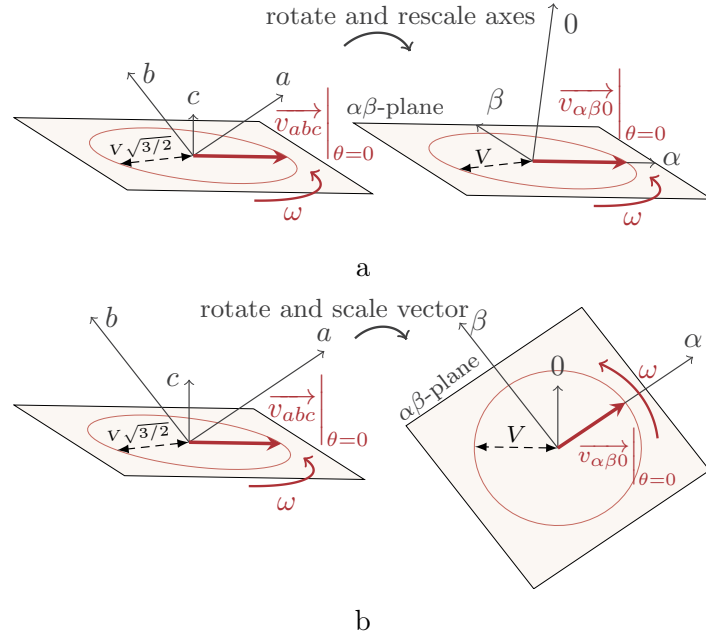 rotate and rescale axes
b
c
a
V√3/2
v_abc |θ=0
ω
0
αβ-plane
β
v_αβ0 |θ=0
V
α
ω
a
rotate and scale vector
b
a
c
V√3/2
v_abc |θ=0
ω
β
α
αβ-plane
0
ω
V
v_αβ0 |θ=0
b